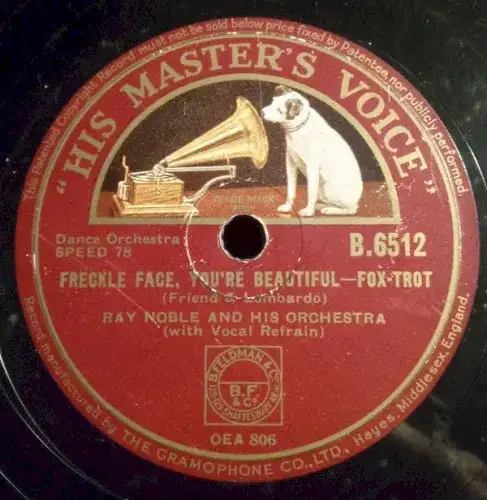 This Patented Copyright Record must not be sold below price fixed by Patentee, nor publicly performed.
"HIS MASTER'S VOICE"
TRADE MARK
Dance Orchestra
SPEED 78
B.6512
FRECKLE FACE, YOU'RE BEAUTIFUL—FOX-TROT
(Friend & Lombardo)
RAY NOBLE AND HIS ORCHESTRA
(with Vocal Refrain)
B. FELDMAN & Co
SHAFTESBURY AV
B.F
& Co
OEA 806
Record manufactured by THE GRAMOPHONE CO., LTD., Hayes, Middlesex, England.